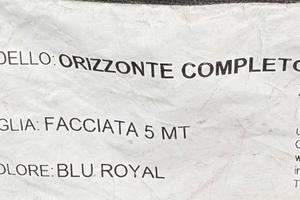 DELLO: ORIZZONTE COMPLETO
GLIA: FACCIATA 5 MT
OLORE: BLU ROYAL